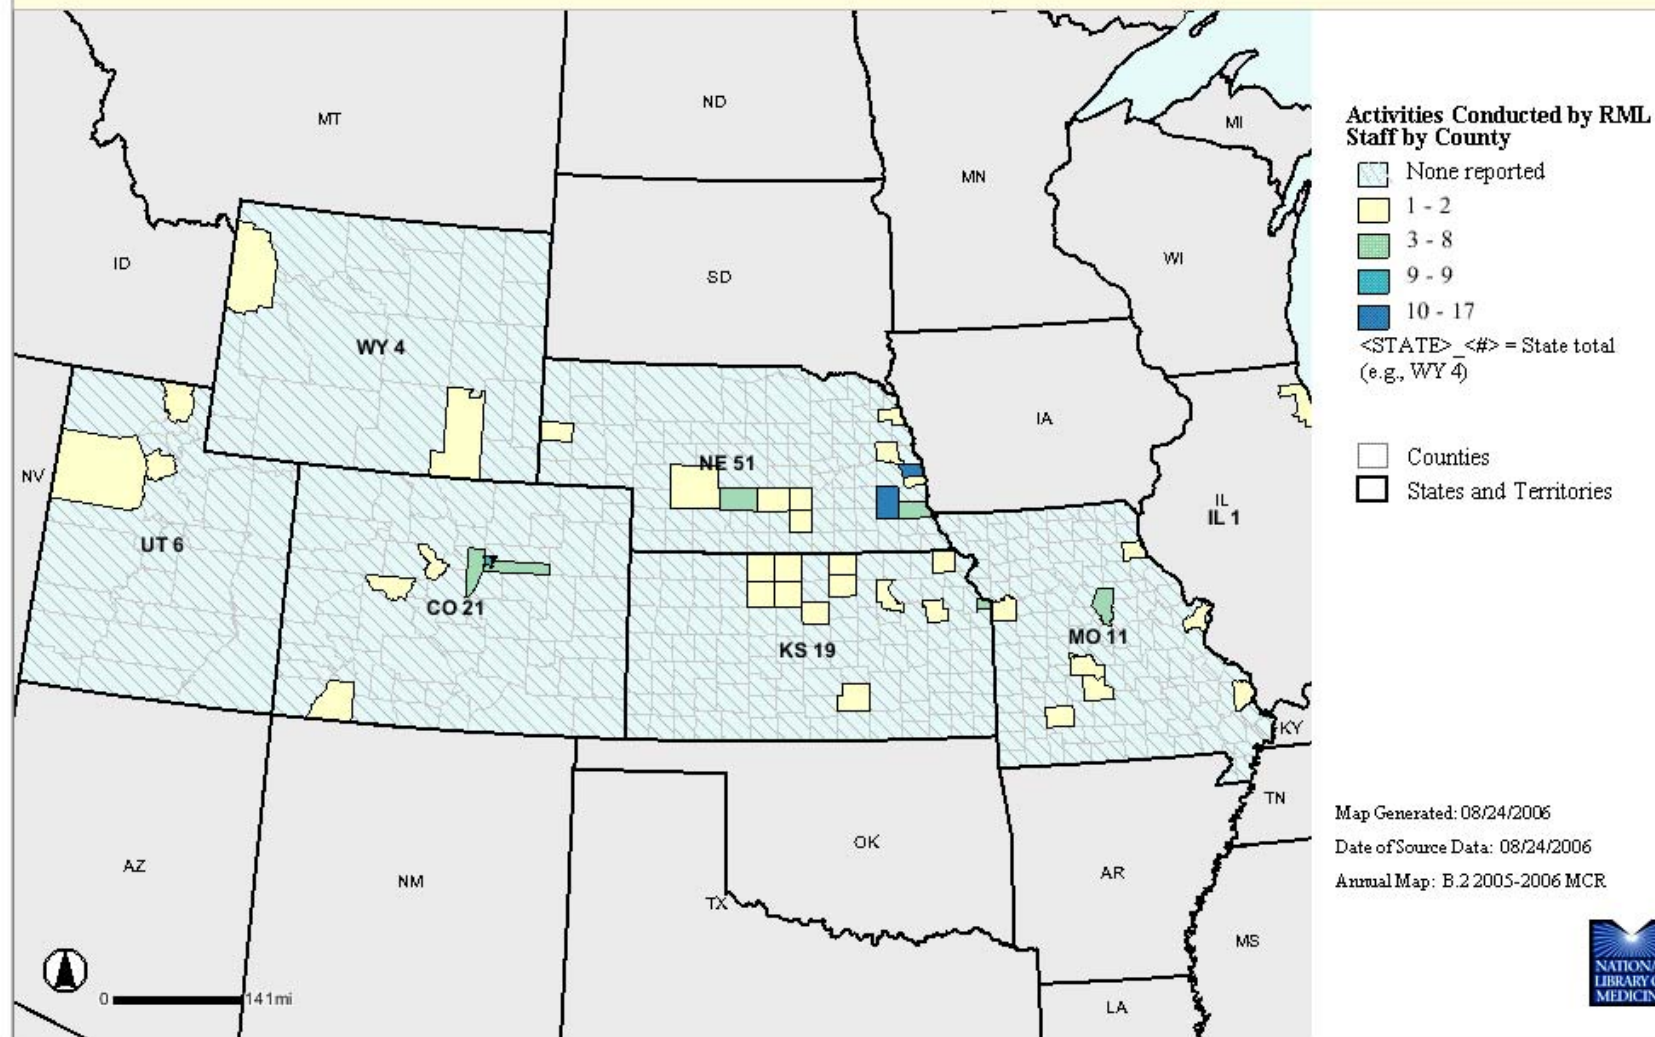 MT
ND
MN
MI
ID
SD
WI
WY 4
NE 51
IA
NV
IL
IL 1
UT 6
CO 21
KS 19
MO 11
KY
TN
AZ
NM
OK
TX
AR
MS
LA
0 141mi
Activities Conducted by RML
Staff by County
None reported
1 - 2
3 - 8
9 - 9
10 - 17
<STATE>_<#> = State total
(e.g., WY 4)
Counties
States and Territories
Map Generated: 08/24/2006
Date of Source Data: 08/24/2006
Annual Map: B.2 2005-2006 MCR
NATIONA
LIBRARY O
MEDICIN